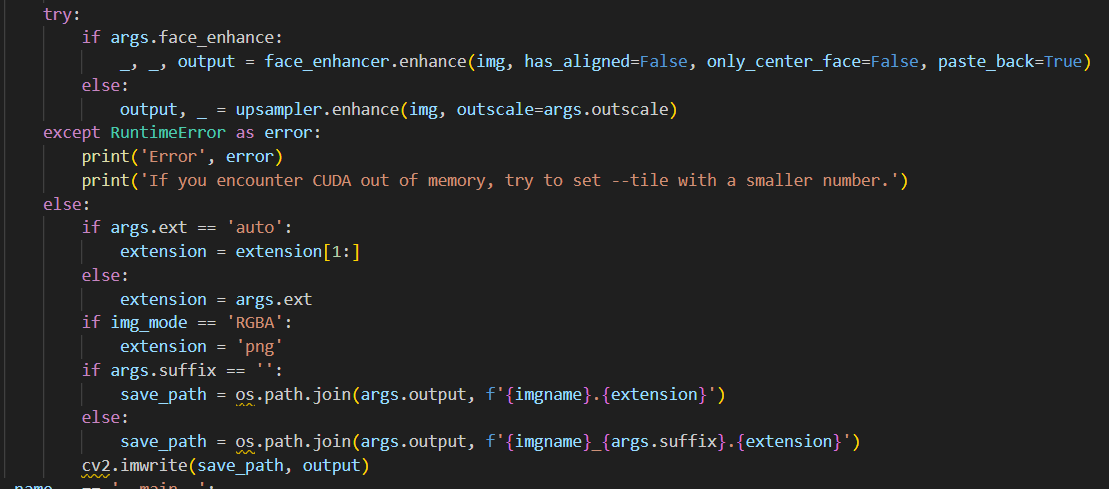 try:
if args.face_enhance:
_, _, output = face_enhancer.enhance(img, has_aligned=False, only_center_face=False, paste_back=True)
else:
output, _ = upsampler.enhance(img, outscale=args.outscale)
except RuntimeError as error:
print('Error', error)
print('If you encounter CUDA out of memory, try to set --tile with a smaller number.')
else:
if args.ext == 'auto':
extension = extension[1:]
else:
extension = args.ext
if img_mode == 'RGBA':
extension = 'png'
if args.suffix == '':
save_path = os.path.join(args.output, f'{imgname}.{extension}')
else:
save_path = os.path.join(args.output, f'{imgname}_{args.suffix}.{extension}')
cv2.imwrite(save_path, output)